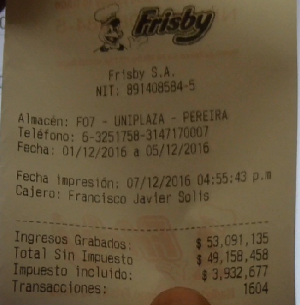 Frisby
Frisby S.A.
NIT: 891408584-5
Almacén: F07 - UNIPLAZA - PEREIRA
Teléfono: 6-3251758-3147170007
Fecha: 01/12/2016 a 05/12/2016
Fecha impresión: 07/12/2016 04:55:43 p.m
Cajero: Francisco Javier Solis
Ingresos Grabados: $ 53,091,135
Total Sin Impuesto $ 49,158,458
Impuesto incluido: $ 3,932,677
Transacciones: 1604